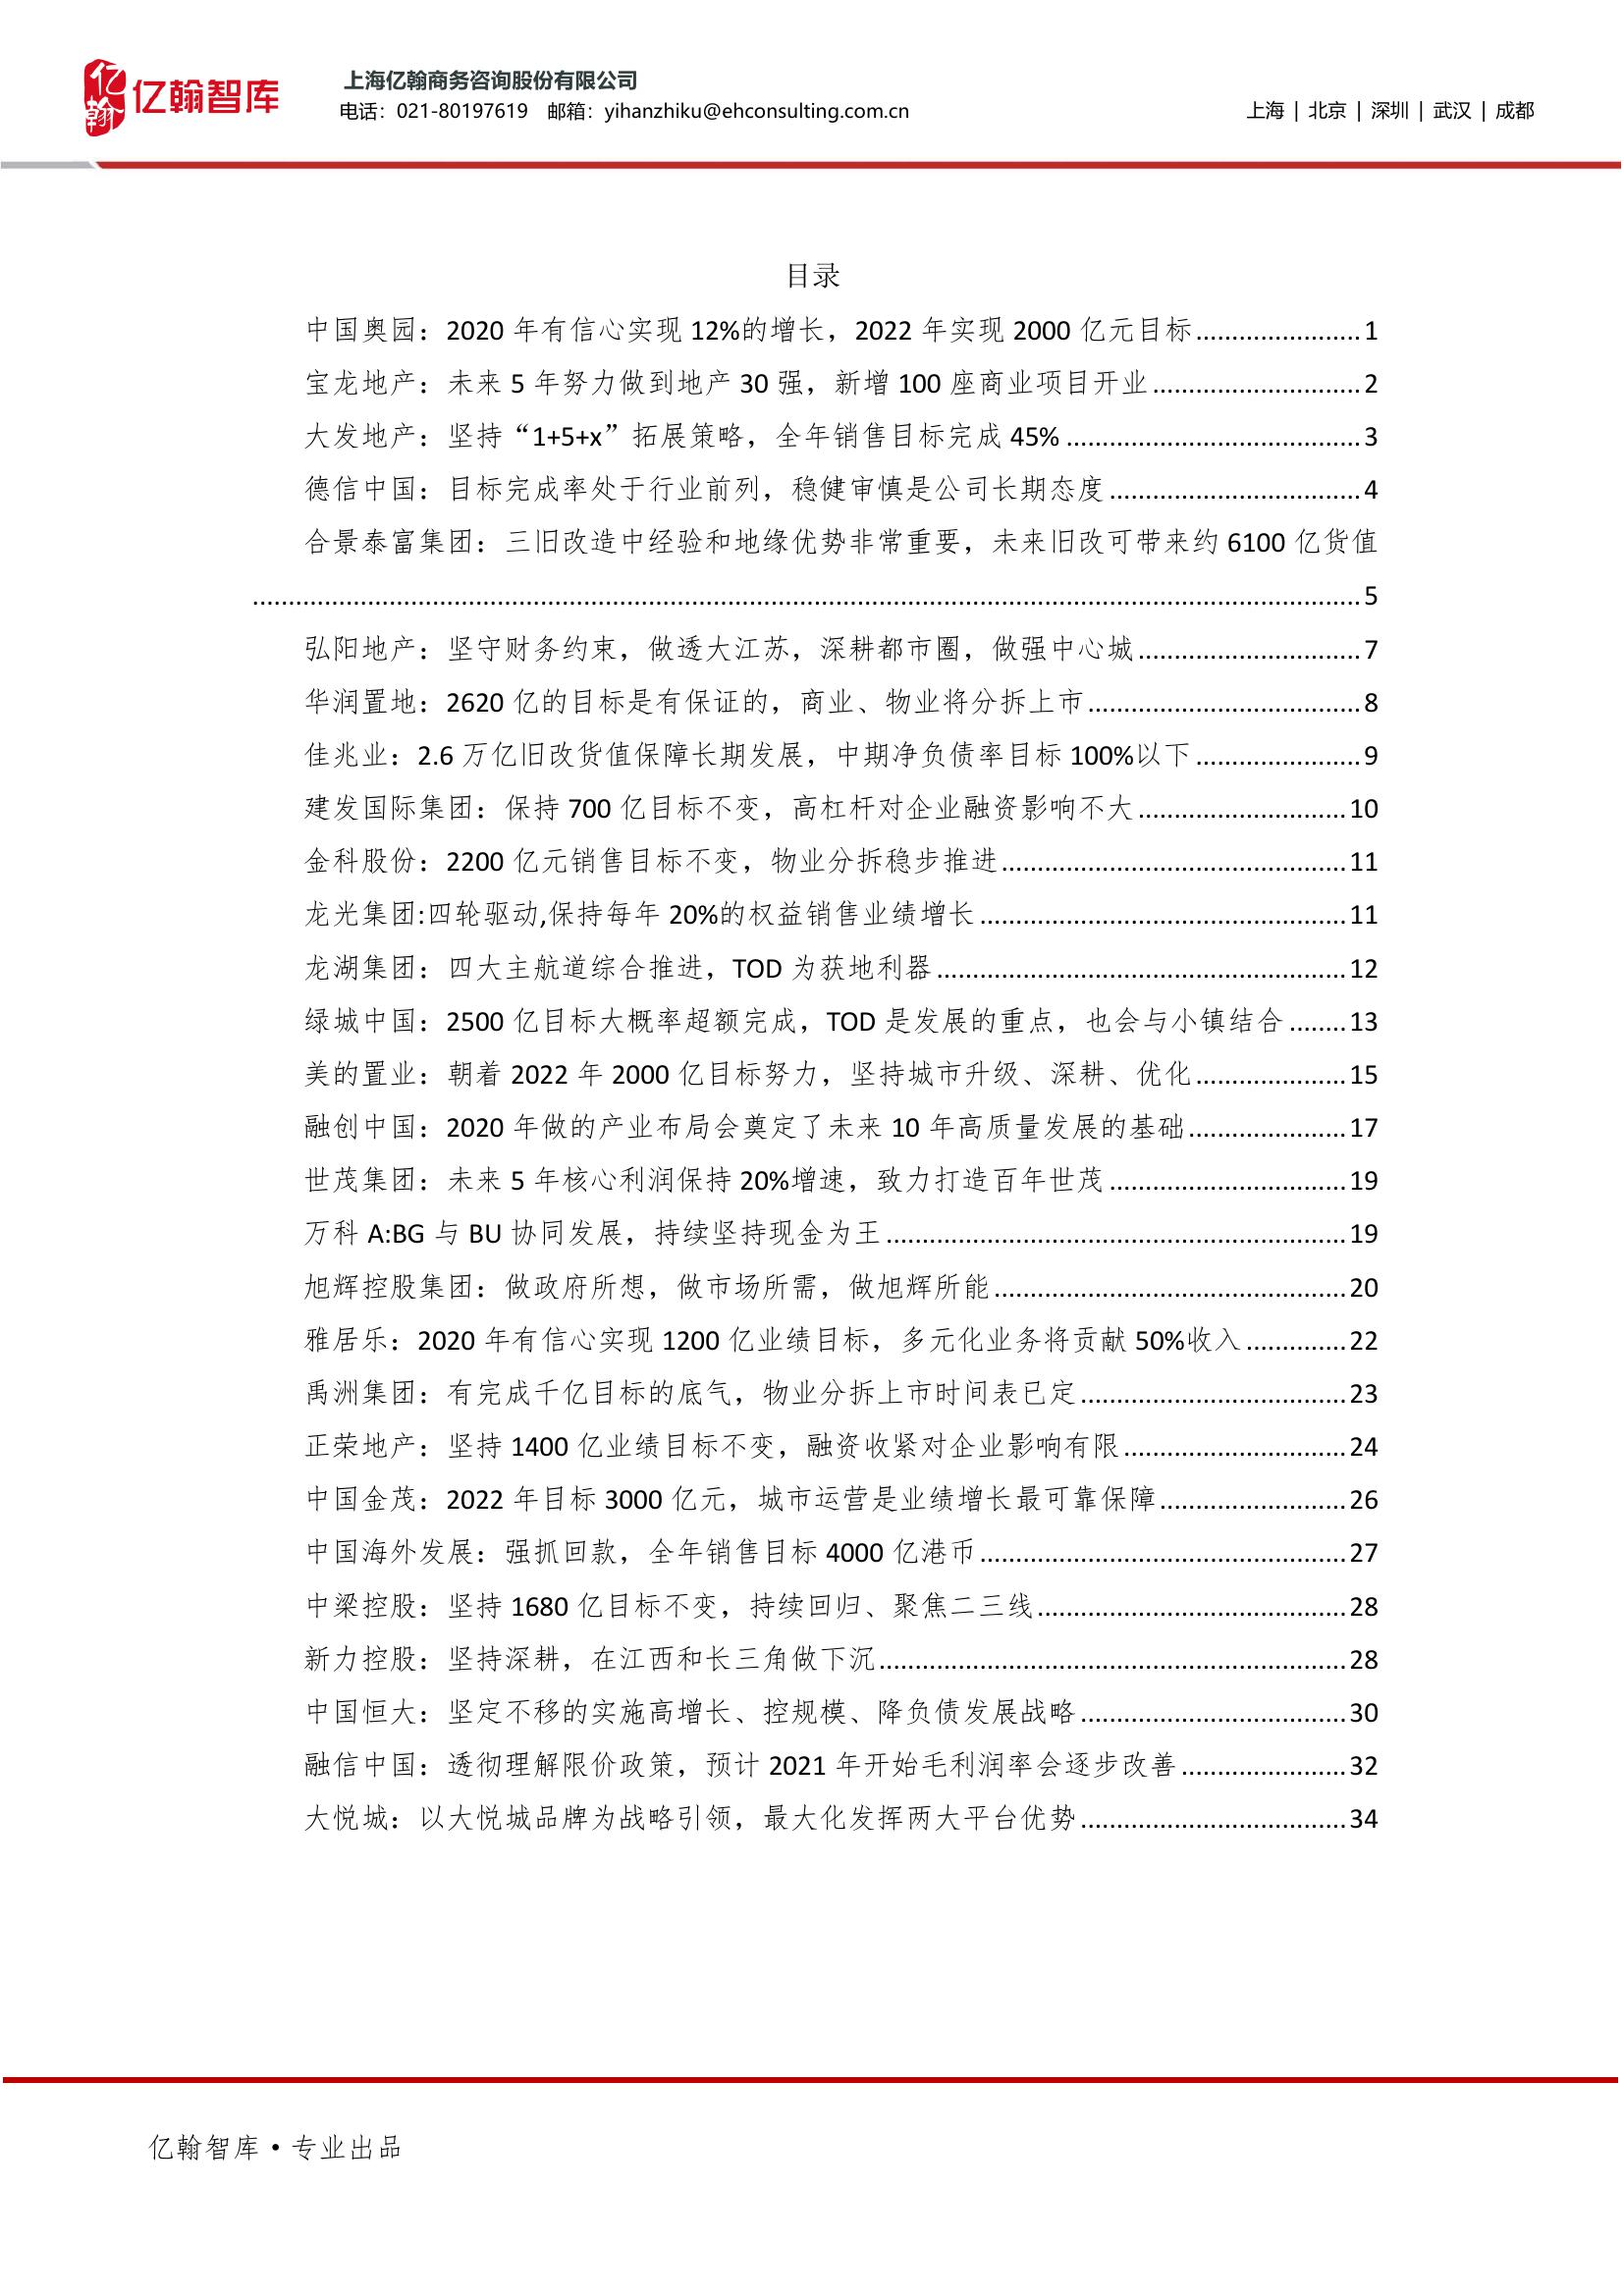 亿翰 亿翰智库
上海亿翰商务咨询股份有限公司
电话：021-80197619 邮箱：yihanzhiku@ehconsulting.com.cn
上海 | 北京 | 深圳 | 武汉 | 成都
目录
中国奥园：2020 年有信心实现 12%的增长，2022 年实现 2000 亿元目标.......................1
宝龙地产：未来 5 年努力做到地产 30 强，新增 100 座商业项目开业.............................2
大发地产：坚持“1+5+x”拓展策略，全年销售目标完成 45%.........................................3
德信中国：目标完成率处于行业前列，稳健审慎是公司长期态度...................................4
合景泰富集团：三旧改造中经验和地缘优势非常重要，未来旧改可带来约 6100 亿货值
...........................................................................................................................................................5
弘阳地产：坚守财务约束，做透大江苏，深耕都市圈，做强中心城...............................7
华润置地：2620 亿的目标是有保证的，商业、物业将分拆上市......................................8
佳兆业：2.6 万亿旧改货值保障长期发展，中期净负债率目标 100%以下.......................9
建发国际集团：保持 700 亿目标不变，高杠杆对企业融资影响不大.............................10
金科股份：2200 亿元销售目标不变，物业分拆稳步推进................................................11
龙光集团:四轮驱动,保持每年 20%的权益销售业绩增长...................................................11
龙湖集团：四大主航道综合推进，TOD 为获地利器.........................................................12
绿城中国：2500 亿目标大概率超额完成，TOD 是发展的重点，也会与小镇结合........13
美的置业：朝着 2022 年 2000 亿目标努力，坚持城市升级、深耕、优化.....................15
融创中国：2020 年做的产业布局会奠定了未来 10 年高质量发展的基础......................17
世茂集团：未来 5 年核心利润保持 20%增速，致力打造百年世茂.................................19
万科 A:BG 与 BU 协同发展，持续坚持现金为王................................................................19
旭辉控股集团：做政府所想，做市场所需，做旭辉所能.................................................20
雅居乐：2020 年有信心实现 1200 亿业绩目标，多元化业务将贡献 50%收入..............22
禹洲集团：有完成千亿目标的底气，物业分拆上市时间表已定.....................................23
正荣地产：坚持 1400 亿业绩目标不变，融资收紧对企业影响有限...............................24
中国金茂：2022 年目标 3000 亿元，城市运营是业绩增长最可靠保障..........................26
中国海外发展：强抓回款，全年销售目标 4000 亿港币...................................................27
中梁控股：坚持 1680 亿目标不变，持续回归、聚焦二三线...........................................28
新力控股：坚持深耕，在江西和长三角做下沉.................................................................28
中国恒大：坚定不移的实施高增长、控规模、降负债发展战略.....................................30
融信中国：透彻理解限价政策，预计 2021 年开始毛利润率会逐步改善.......................32
大悦城：以大悦城品牌为战略引领，最大化发挥两大平台优势.....................................34
亿翰智库•专业出品